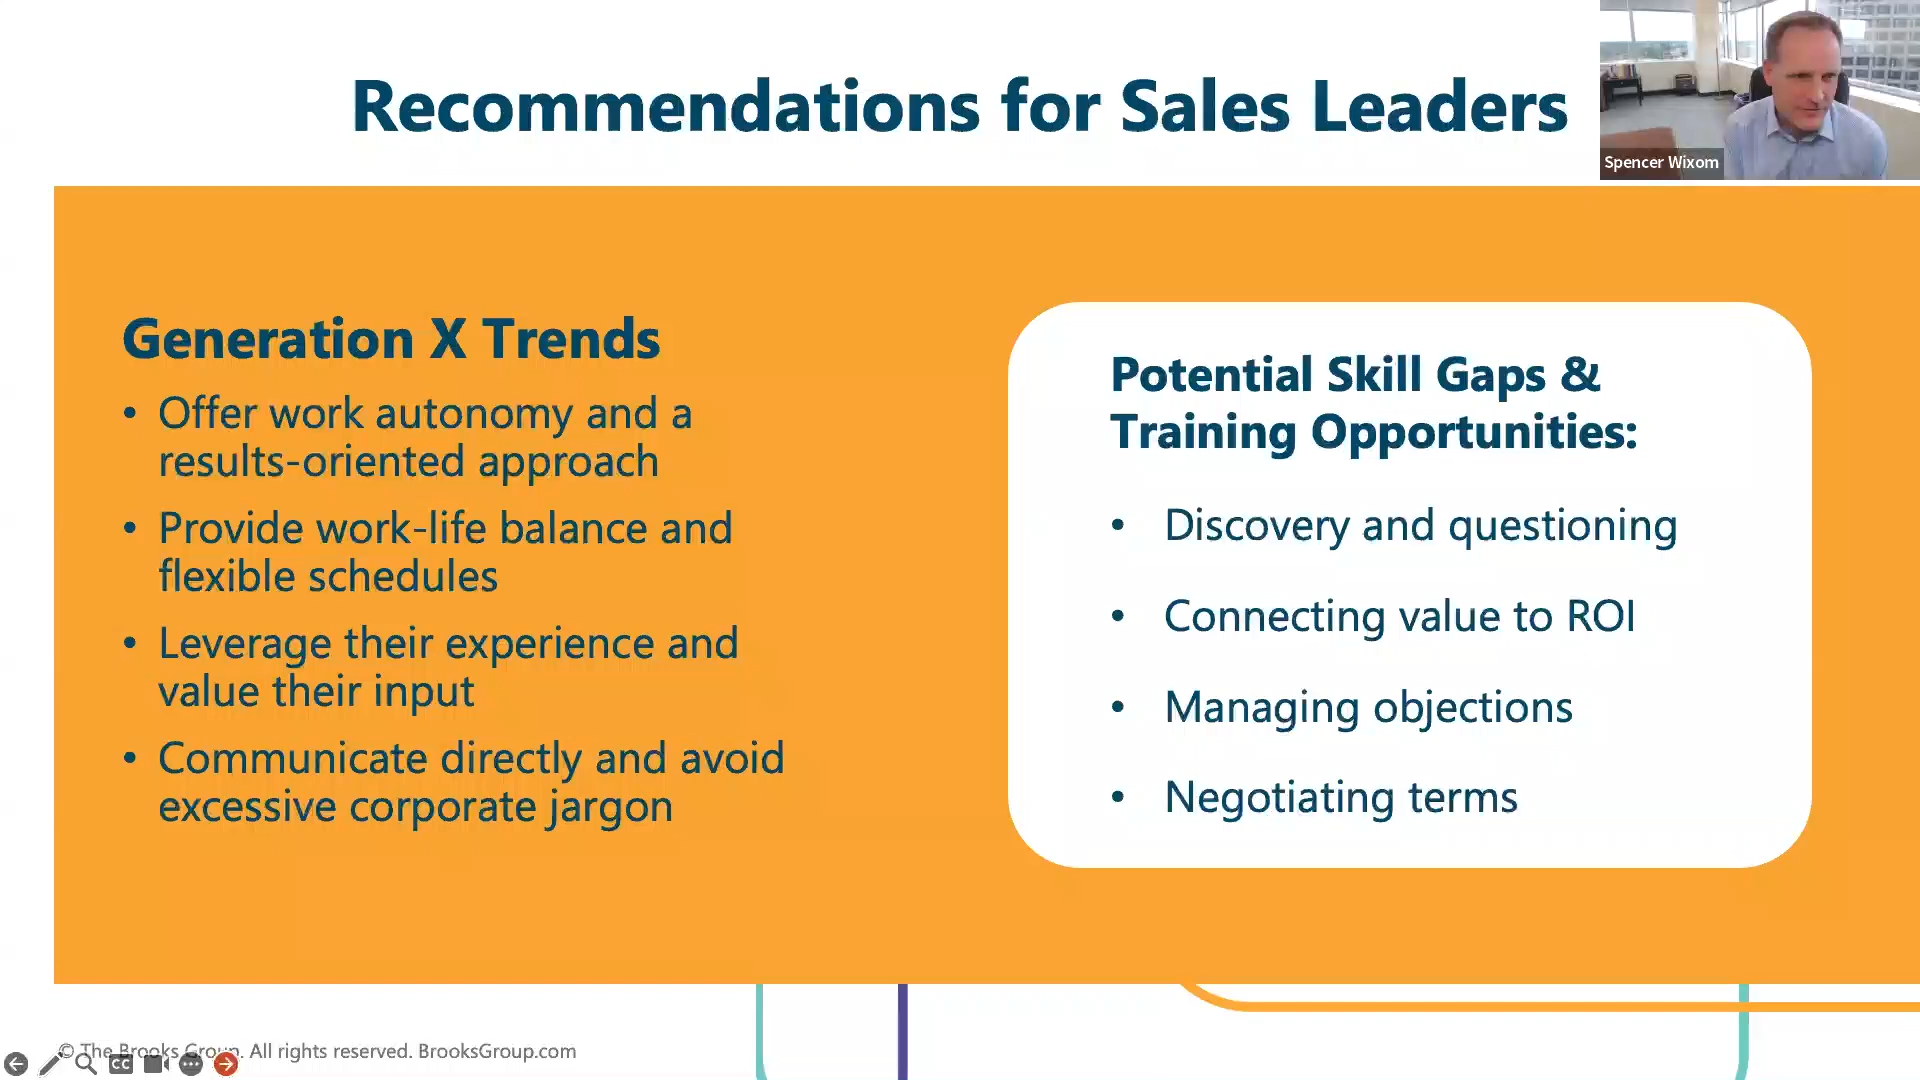 Recommendations for Sales Leaders
Spencer Wixom
Generation X Trends
• Offer work autonomy and a
results-oriented approach
• Provide work-life balance and
flexible schedules
• Leverage their experience and
value their input
• Communicate directly and avoid
excessive corporate jargon
Potential Skill Gaps &
Training Opportunities:
• Discovery and questioning
• Connecting value to ROI
• Managing objections
• Negotiating terms
© The Brooks Group. All rights reserved. BrooksGroup.com
CC